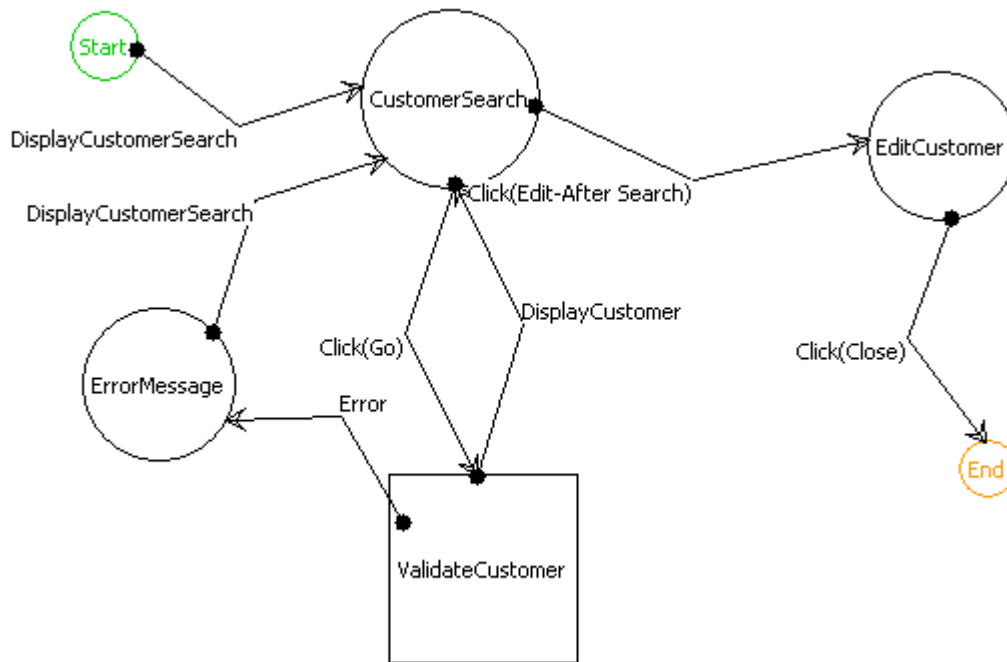 Start
CustomerSearch
DisplayCustomerSearch
EditCustomer
Click(Edit-After Search)
DisplayCustomerSearch
DisplayCustomer
Click(Go)
Click(Close)
ErrorMessage
Error
End
ValidateCustomer